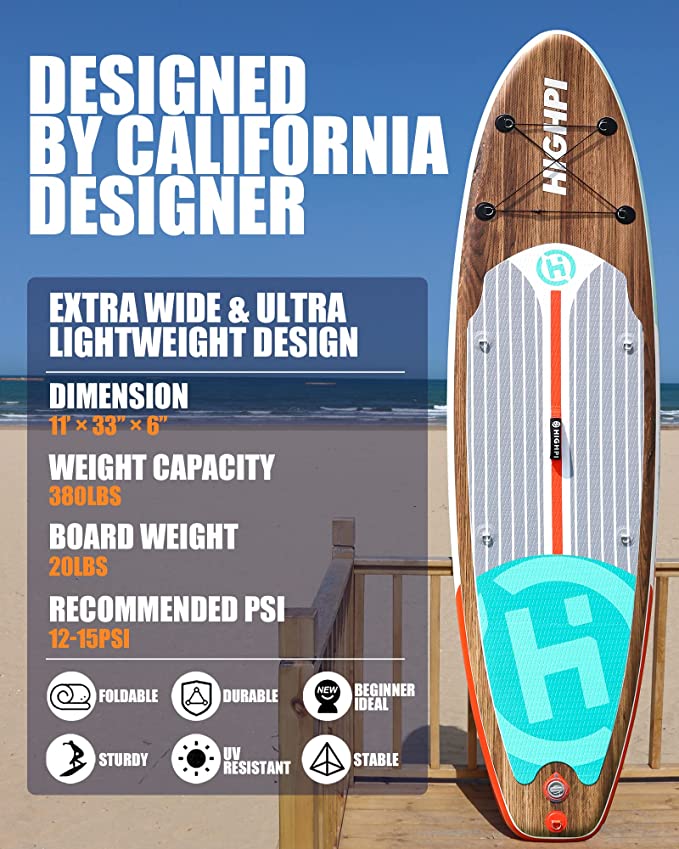 DESIGNED
BY CALIFORNIA
DESIGNER
EXTRA WIDE & ULTRA
LIGHTWEIGHT DESIGN
DIMENSION
11' × 33" × 6"
WEIGHT CAPACITY
380LBS
BOARD WEIGHT
20LBS
RECOMMENDED PSI
12-15PSI
FOLDABLE
DURABLE
NEW
BEGINNER
IDEAL
STURDY
UV
RESISTANT
STABLE
HIGHPI
HIGHPI